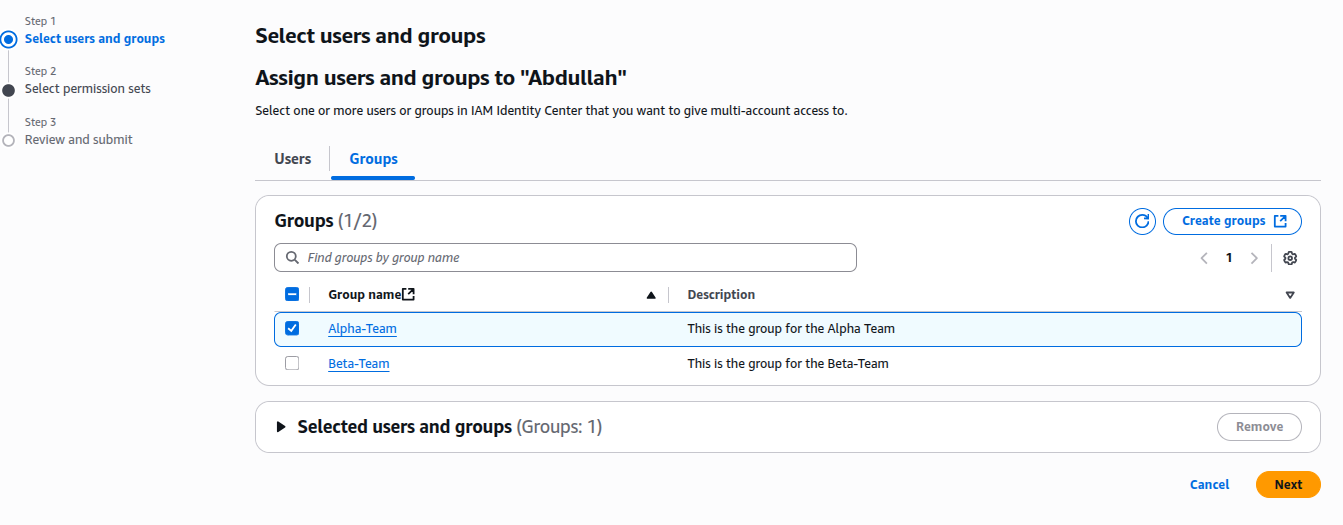 Step 1
Select users and groups
Step 2
Select permission sets
Step 3
Review and submit
Select users and groups
Assign users and groups to "Abdullah"
Select one or more users or groups in IAM Identity Center that you want to give multi-account access to.
Users Groups
Groups (1/2)
Create groups
Find groups by group name
1
Group name Description
Alpha-Team This is the group for the Alpha Team
Beta-Team This is the group for the Beta-Team
Selected users and groups (Groups: 1)
Remove
Cancel Next